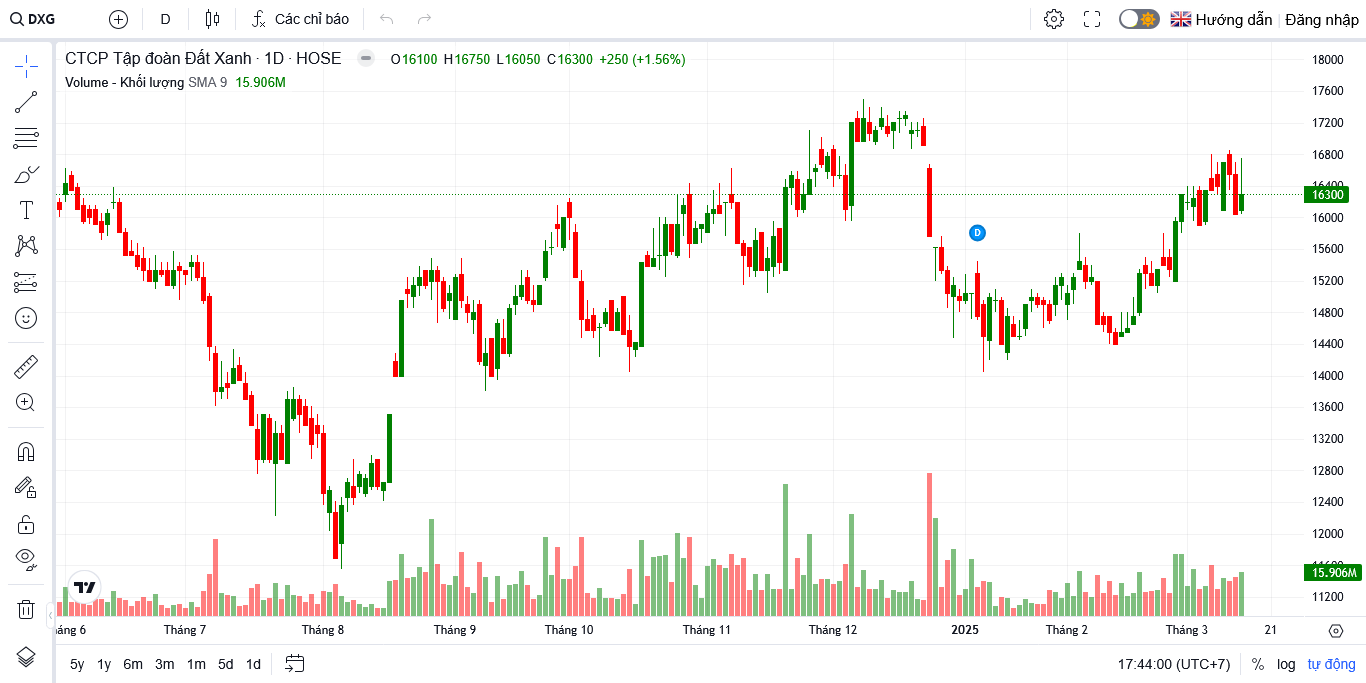 DXG D Các chỉ báo Hướng dẫn Đăng nhập
CTCP Tập đoàn Đất Xanh · 1D · HOSE O16100 H16750 L16050 C16300 +250 (+1.56%)
Volume - Khối lượng SMA 9 15.906M
18000
17600
17200
16800
16400
16300
16000
15600
D
15200
14800
14400
14000
13600
13200
12800
12400
12000
15.906M
11200
háng 6 Tháng 7 Tháng 8 Tháng 9 Tháng 10 Tháng 11 Tháng 12 2025 Tháng 2 Tháng 3 21
5y 1y 6m 3m 1m 5d 1d 17:44:00 (UTC+7) % log tự động